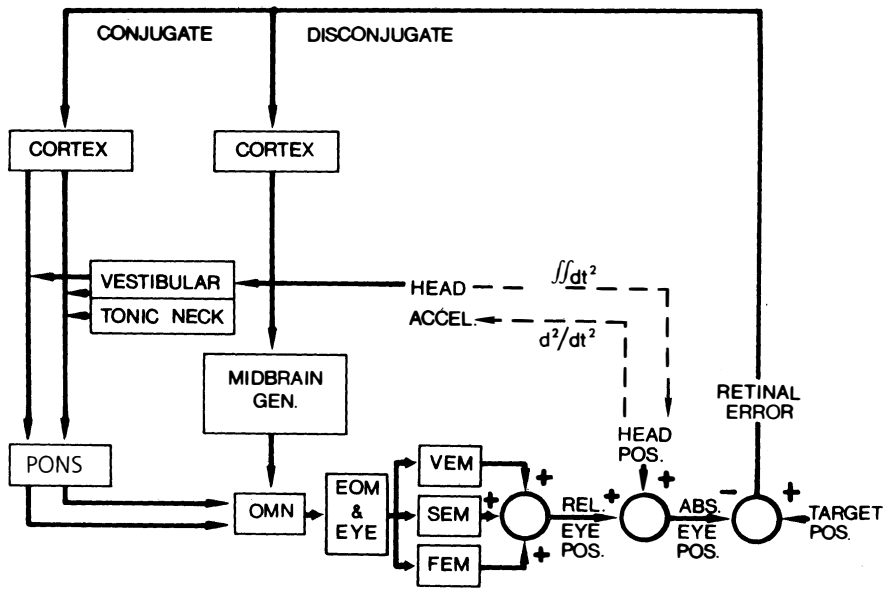 CONJUGATE
DISCONJUGATE
CORTEX
CORTEX
VESTIBULAR
TONIC NECK
HEAD
ACCEL.
∬dt²
d²/dt²
MIDBRAIN
GEN.
RETINAL
ERROR
HEAD
POS.
PONS
OMN
EOM
&
EYE
VEM
SEM
FEM
+
+
+
REL.
EYE
POS.
+
+
ABS.
EYE
POS.
-
+
TARGET
POS.